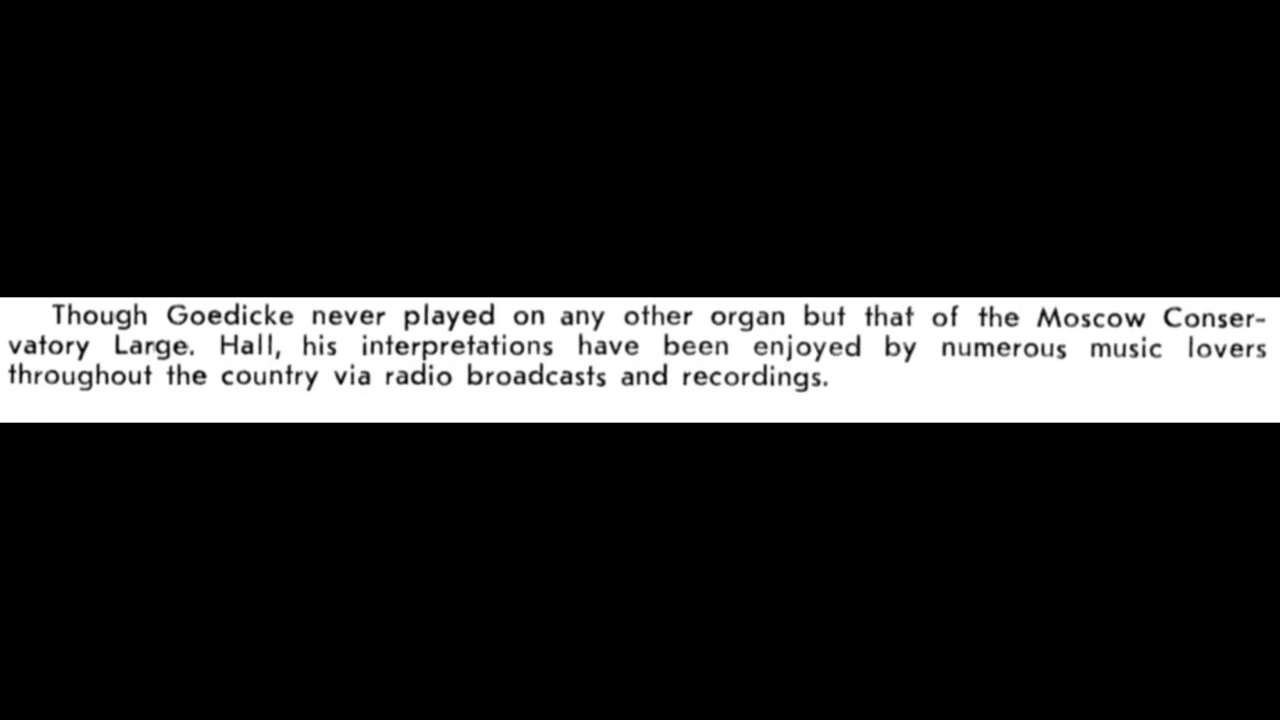 Though Goedicke never played on any other organ but that of the Moscow Conser-
vatory Large. Hall, his interpretations have been enjoyed by numerous music lovers
throughout the country via radio broadcasts and recordings.